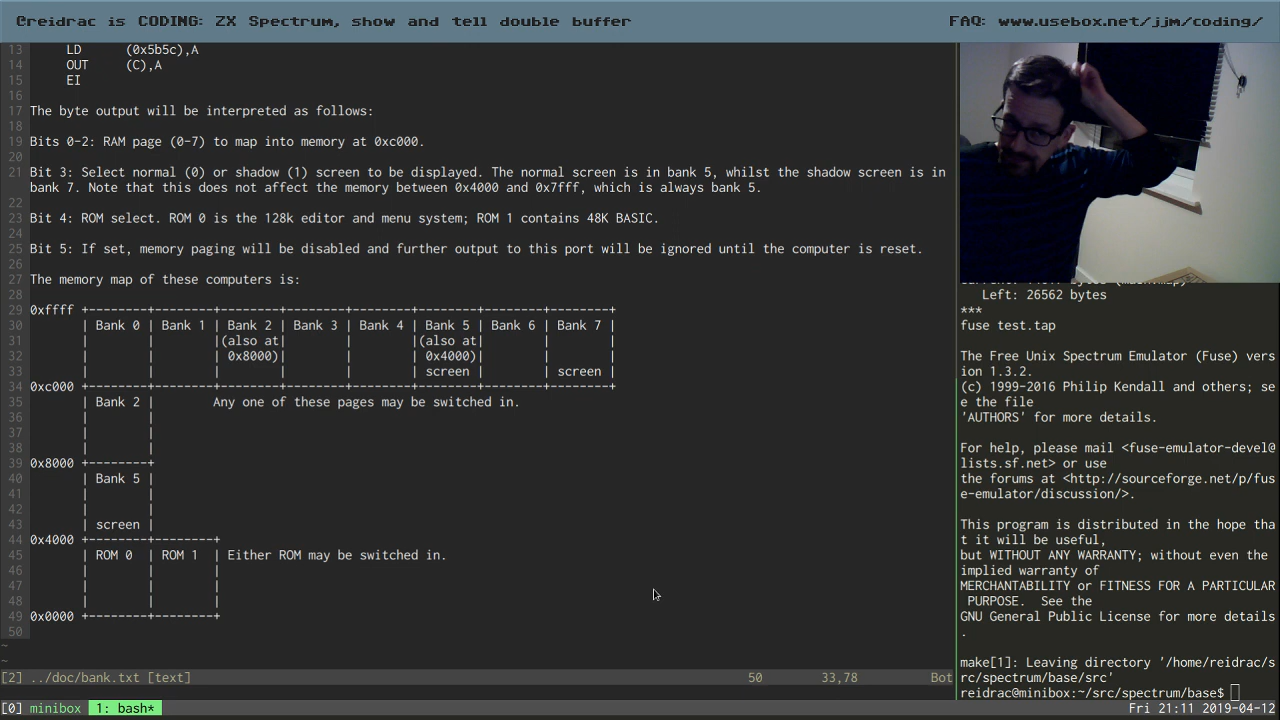 @reidrac is CODING: ZX Spectrum, show and tell double buffer
FAQ: www.usebox.net/jjm/coding/
13 LD (0x5b5c),A
14 OUT (C),A
15 EI
16
17 The byte output will be interpreted as follows:
18
19 Bits 0-2: RAM page (0-7) to map into memory at 0xc000.
20
21 Bit 3: Select normal (0) or shadow (1) screen to be displayed. The normal screen is in bank 5, whilst the shadow screen is in
bank 7. Note that this does not affect the memory between 0x4000 and 0x7fff, which is always bank 5.
22
23 Bit 4: ROM select. ROM 0 is the 128k editor and menu system; ROM 1 contains 48K BASIC.
24
25 Bit 5: If set, memory paging will be disabled and further output to this port will be ignored until the computer is reset.
26
27 The memory map of these computers is:
28
29 0xffff +--------+--------+--------+--------+--------+--------+--------+--------+
30 | Bank 0 | Bank 1 | Bank 2 | Bank 3 | Bank 4 | Bank 5 | Bank 6 | Bank 7 |
31 | | |(also at| | |(also at| | |
32 | | | 0x8000)| | | 0x4000)| | |
33 | | | | | | screen | | screen |
34 0xc000 +--------+--------+--------+--------+--------+--------+--------+--------+
35 | Bank 2 | Any one of these pages may be switched in.
36 | |
37 | |
38 | |
39 0x8000 +--------+
40 | Bank 5 |
41 | |
42 | |
43 | screen |
44 0x4000 +--------+--------+
45 | ROM 0 | ROM 1 | Either ROM may be switched in.
46 | | |
47 | | |
48 | | |
49 0x0000 +--------+--------+
50
~
~
[2] ../doc/bank.txt [text] 50 33,78 Bot
Left: 26562 bytes
***
fuse test.tap
The Free Unix Spectrum Emulator (Fuse) vers
ion 1.3.2.
(c) 1999-2016 Philip Kendall and others; se
e the file
'AUTHORS' for more details.
For help, please mail <fuse-emulator-devel@
lists.sf.net> or use
the forums at <http://sourceforge.net/p/fus
e-emulator/discussion/>.
This program is distributed in the hope tha
t it will be useful,
but WITHOUT ANY WARRANTY; without even the
implied warranty of
MERCHANTABILITY or FITNESS FOR A PARTICULAR
PURPOSE. See the
GNU General Public License for more details
.
make[1]: Leaving directory '/home/reidrac/s
rc/spectrum/base/src'
reidrac@minibox:~/src/spectrum/base$
[0] minibox 1: bash* Fri 21:11 2019-04-12